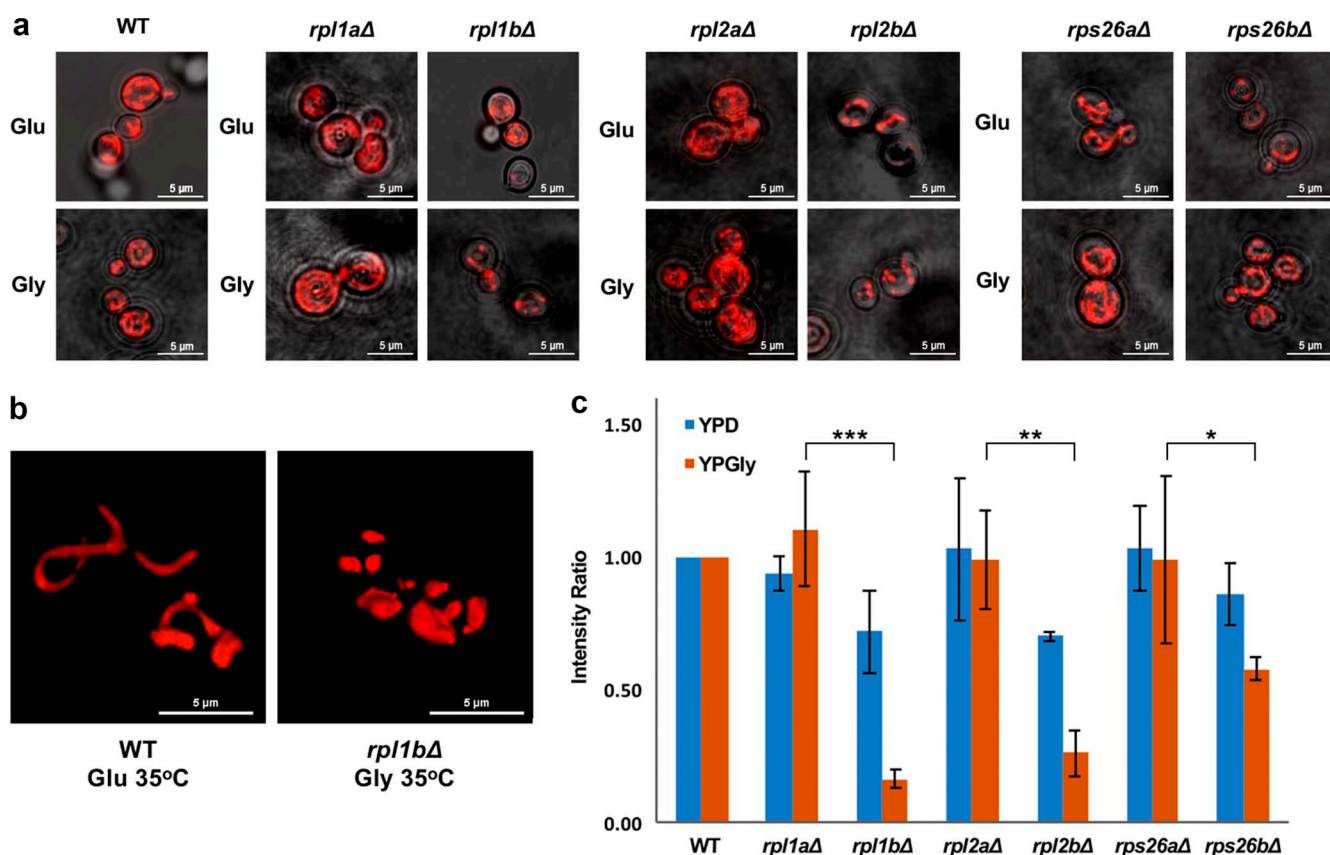 a
WT
rpl1aΔ
rpl1bΔ
rpl2aΔ
rpl2bΔ
rps26aΔ
rps26bΔ
Glu
5 µm
Glu
5 µm
5 µm
Glu
5 µm
5 µm
Glu
5 µm
5 µm
Gly
5 µm
Gly
5 µm
5 µm
Gly
5 µm
5 µm
Gly
5 µm
5 µm
b
5 µm
5 µm
WT
Glu 35ºC
rpl1bΔ
Gly 35ºC
c
YPD
YPGly
***
**
*
Intensity Ratio
1.50
1.00
0.50
0.00
WT
rpl1aΔ
rpl1bΔ
rpl2aΔ
rpl2bΔ
rps26aΔ
rps26bΔ